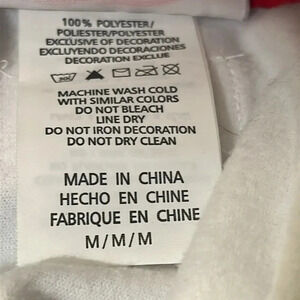 100% POLYESTER/
POLIESTER/POLYESTER
EXCLUSIVE OF DECORATION
EXCLUYENDO DECORACIONES
DECORATION EXCLUE
MACHINE WASH COLD
WITH SIMILAR COLORS
DO NOT BLEACH
LINE DRY
DO NOT IRON DECORATION
DO NOT DRY CLEAN
MADE IN CHINA
HECHO EN CHINE
FABRIQUE EN CHINE
M/M/M